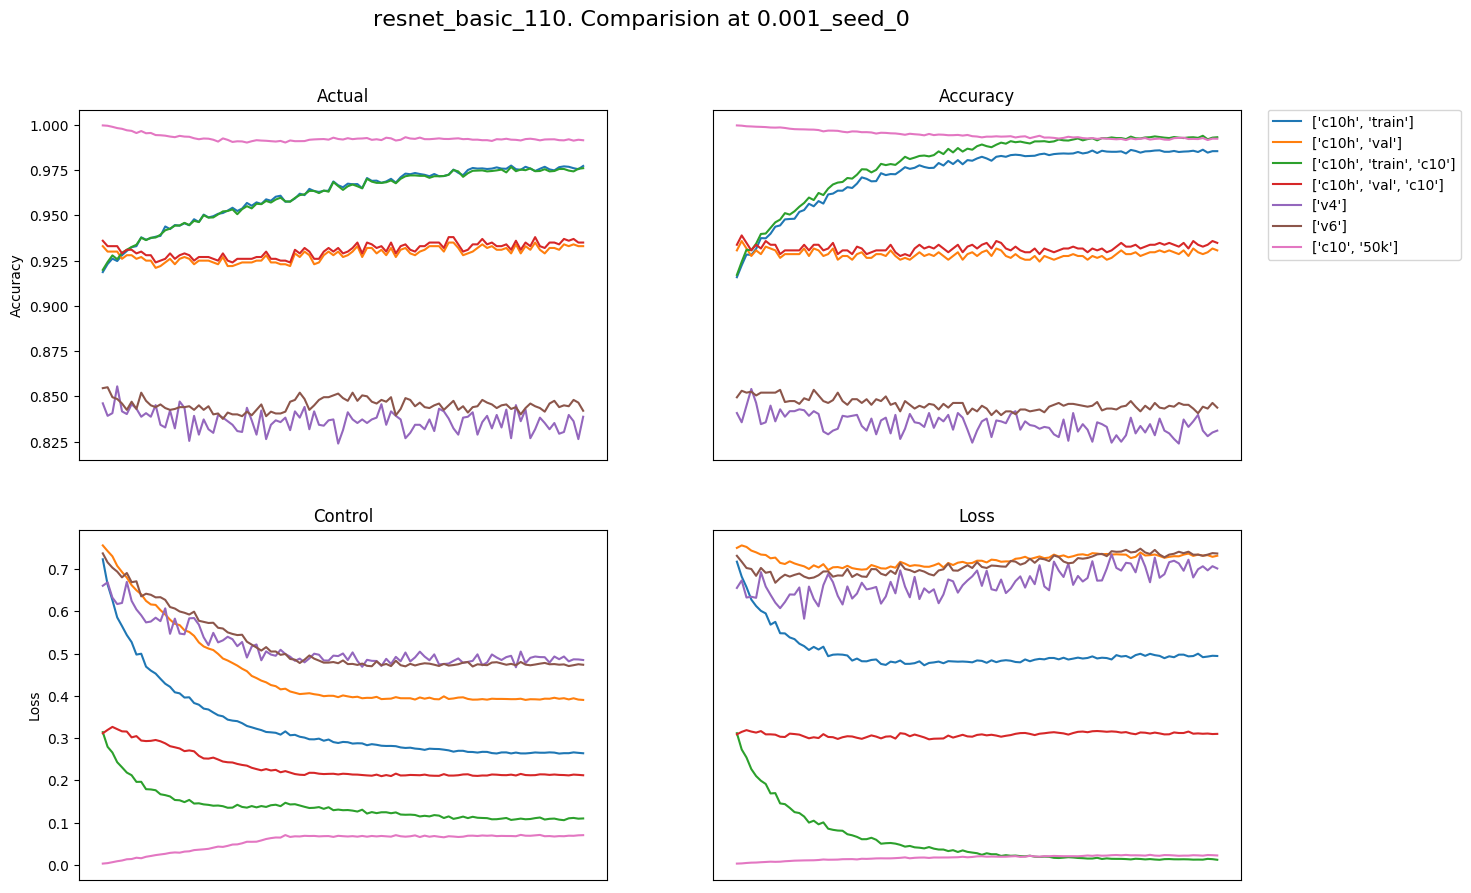 resnet_basic_110. Comparision at 0.001_seed_0
Actual
Accuracy
1.000
0.975
0.950
0.925
0.900
0.875
0.850
0.825
Accuracy
['c10h', 'train']
['c10h', 'val']
['c10h', 'train', 'c10']
['c10h', 'val', 'c10']
['v4']
['v6']
['c10', '50k']
Control
Loss
0.7
0.6
0.5
0.4
0.3
0.2
0.1
0.0
Loss